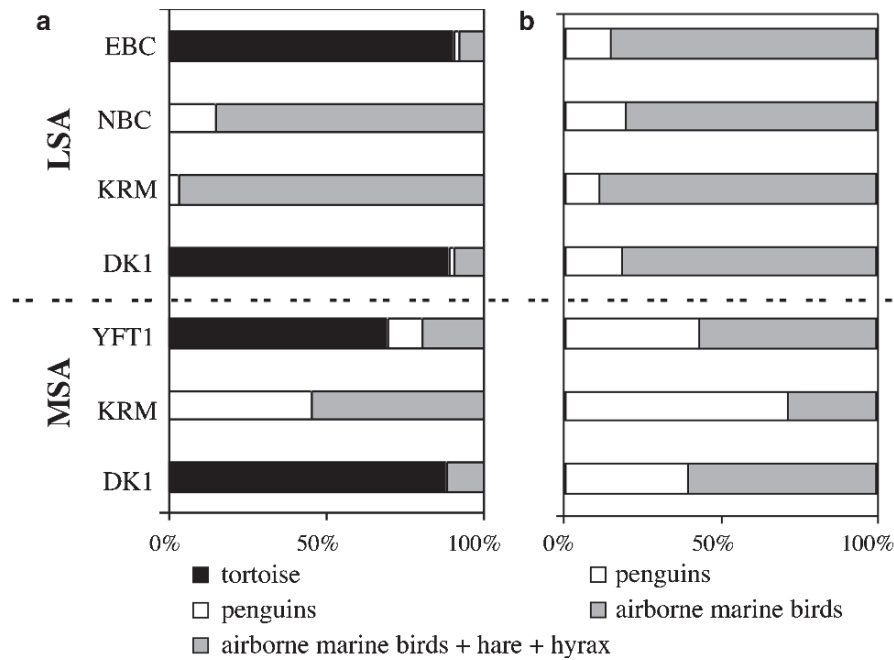 a
b
LSA
EBC
NBC
KRM
DK1
MSA
YFT1
KRM
DK1
0% 50% 100%
0% 50% 100%
tortoise
penguins
airborne marine birds + hare + hyrax
penguins
airborne marine birds